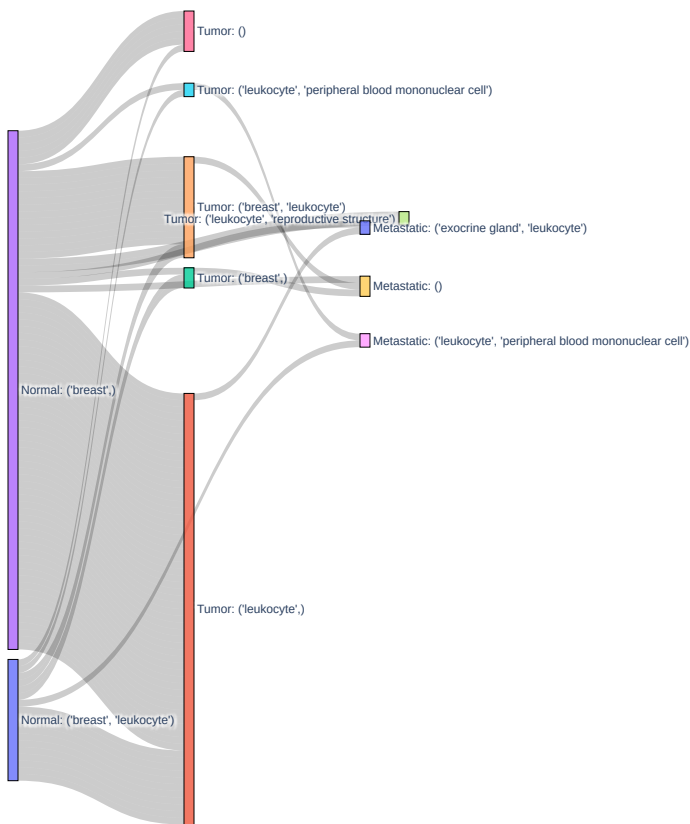 Tumor: ()
Tumor: ('leukocyte', 'peripheral blood mononuclear cell')
Tumor: ('breast', 'leukocyte')
Tumor: ('leukocyte', 'reproductive structure')
Metastatic: ('exocrine gland', 'leukocyte')
Tumor: ('breast',)
Metastatic: ()
Metastatic: ('leukocyte', 'peripheral blood mononuclear cell')
Normal: ('breast',)
Tumor: ('leukocyte',)
Normal: ('breast', 'leukocyte')